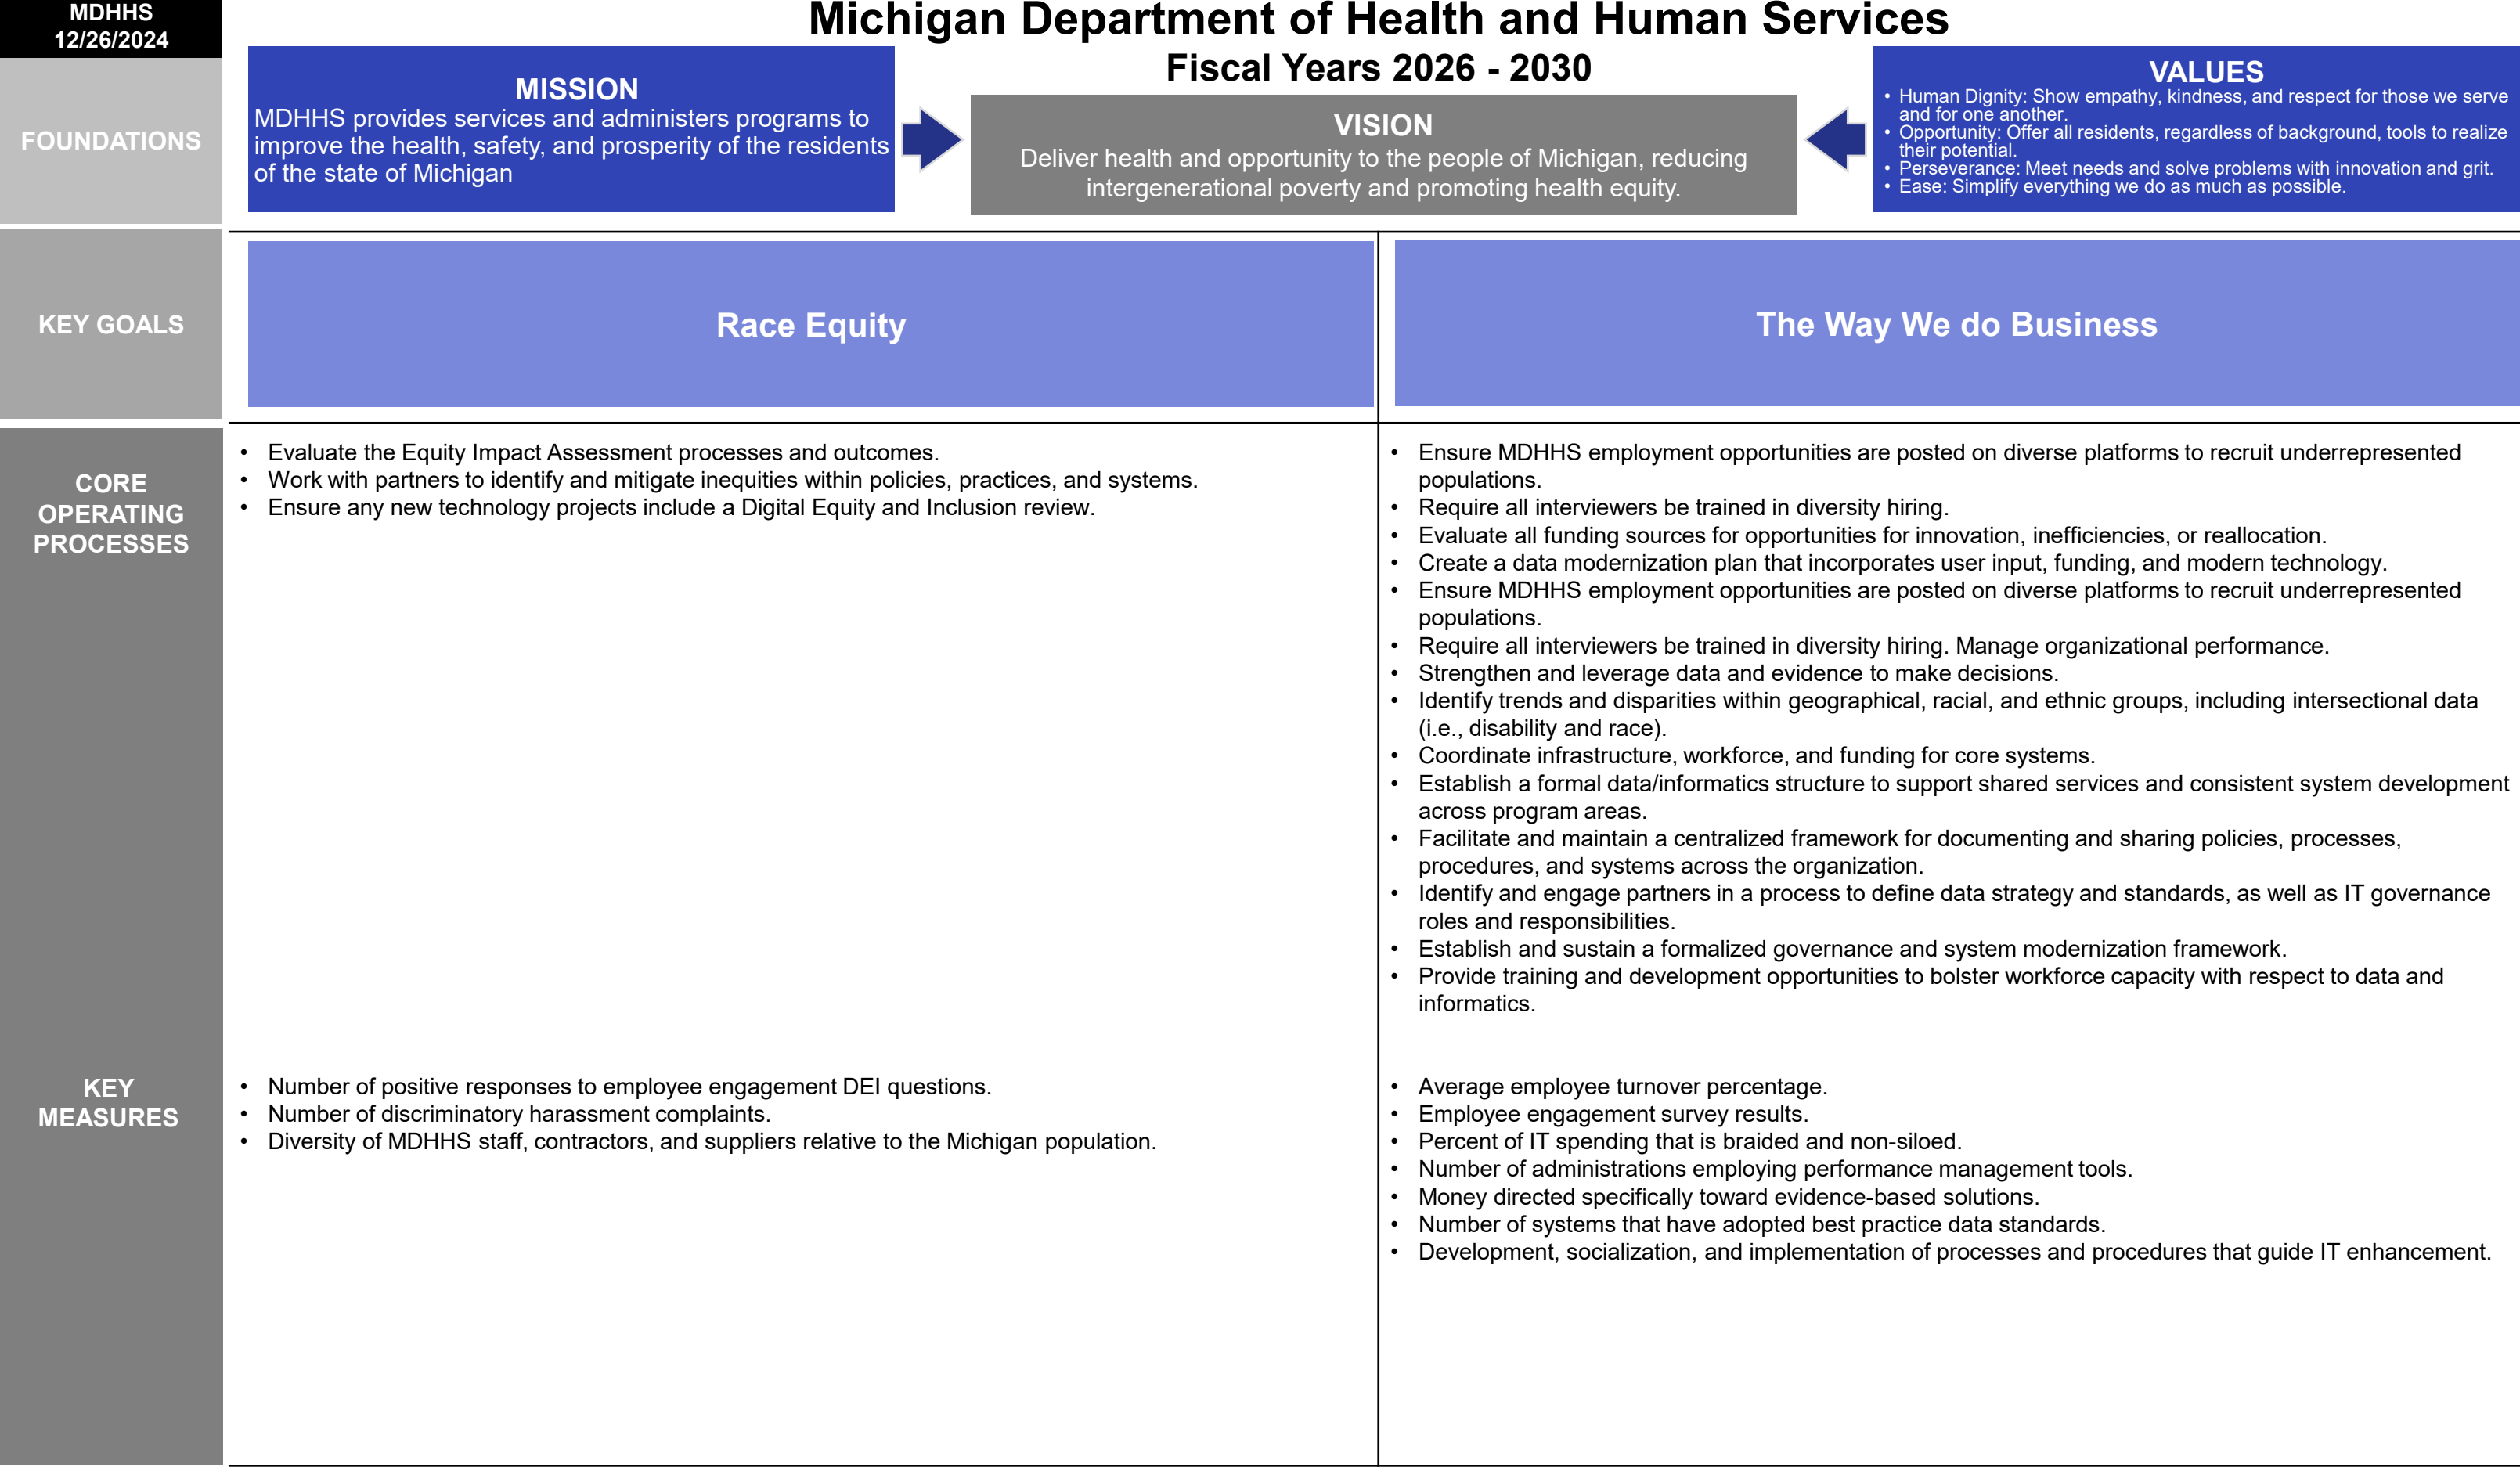 MDHHS
12/26/2024
Michigan Department of Health and Human Services
Fiscal Years 2026 - 2030
FOUNDATIONS
MISSION
MDHHS provides services and administers programs to
improve the health, safety, and prosperity of the residents
of the state of Michigan
VISION
Deliver health and opportunity to the people of Michigan, reducing
intergenerational poverty and promoting health equity.
VALUES
• Human Dignity: Show empathy, kindness, and respect for those we serve
and for one another.
• Opportunity: Offer all residents, regardless of background, tools to realize
their potential.
• Perseverance: Meet needs and solve problems with innovation and grit.
• Ease: Simplify everything we do as much as possible.
KEY GOALS
Race Equity
The Way We do Business
CORE
OPERATING
PROCESSES
• Evaluate the Equity Impact Assessment processes and outcomes.
• Work with partners to identify and mitigate inequities within policies, practices, and systems.
• Ensure any new technology projects include a Digital Equity and Inclusion review.
• Ensure MDHHS employment opportunities are posted on diverse platforms to recruit underrepresented
populations.
• Require all interviewers be trained in diversity hiring.
• Evaluate all funding sources for opportunities for innovation, inefficiencies, or reallocation.
• Create a data modernization plan that incorporates user input, funding, and modern technology.
• Ensure MDHHS employment opportunities are posted on diverse platforms to recruit underrepresented
populations.
• Require all interviewers be trained in diversity hiring. Manage organizational performance.
• Strengthen and leverage data and evidence to make decisions.
• Identify trends and disparities within geographical, racial, and ethnic groups, including intersectional data
(i.e., disability and race).
• Coordinate infrastructure, workforce, and funding for core systems.
• Establish a formal data/informatics structure to support shared services and consistent system development
across program areas.
• Facilitate and maintain a centralized framework for documenting and sharing policies, processes,
procedures, and systems across the organization.
• Identify and engage partners in a process to define data strategy and standards, as well as IT governance
roles and responsibilities.
• Establish and sustain a formalized governance and system modernization framework.
• Provide training and development opportunities to bolster workforce capacity with respect to data and
informatics.
KEY
MEASURES
• Number of positive responses to employee engagement DEI questions.
• Number of discriminatory harassment complaints.
• Diversity of MDHHS staff, contractors, and suppliers relative to the Michigan population.
• Average employee turnover percentage.
• Employee engagement survey results.
• Percent of IT spending that is braided and non-siloed.
• Number of administrations employing performance management tools.
• Money directed specifically toward evidence-based solutions.
• Number of systems that have adopted best practice data standards.
• Development, socialization, and implementation of processes and procedures that guide IT enhancement.